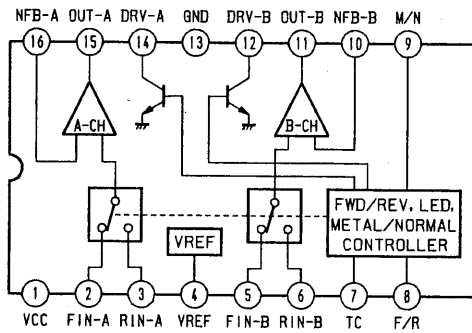 NFB-A OUT-A DRV-A GND DRV-B OUT-B NFB-B M/N
16 15 14 13 12 11 10 9
A-CH B-CH
FWD/REV, LED,
METAL/NORMAL
CONTROLLER
VREF
1 2 3 4 5 6 7 8
VCC FIN-A RIN-A VREF FIN-B RIN-B TC F/R